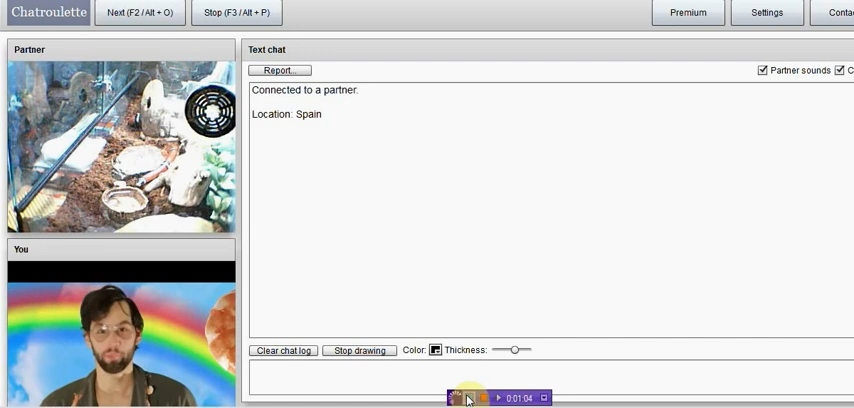 Chatroulette
Next (F2 / Alt + O)
Stop (F3 / Alt + P)
Premium
Settings
Contac
Partner
Text chat
Report...
Partner sounds
C
Connected to a partner.
Location: Spain
You
Clear chat log
Stop drawing
Color:
Thickness:
0:01:04